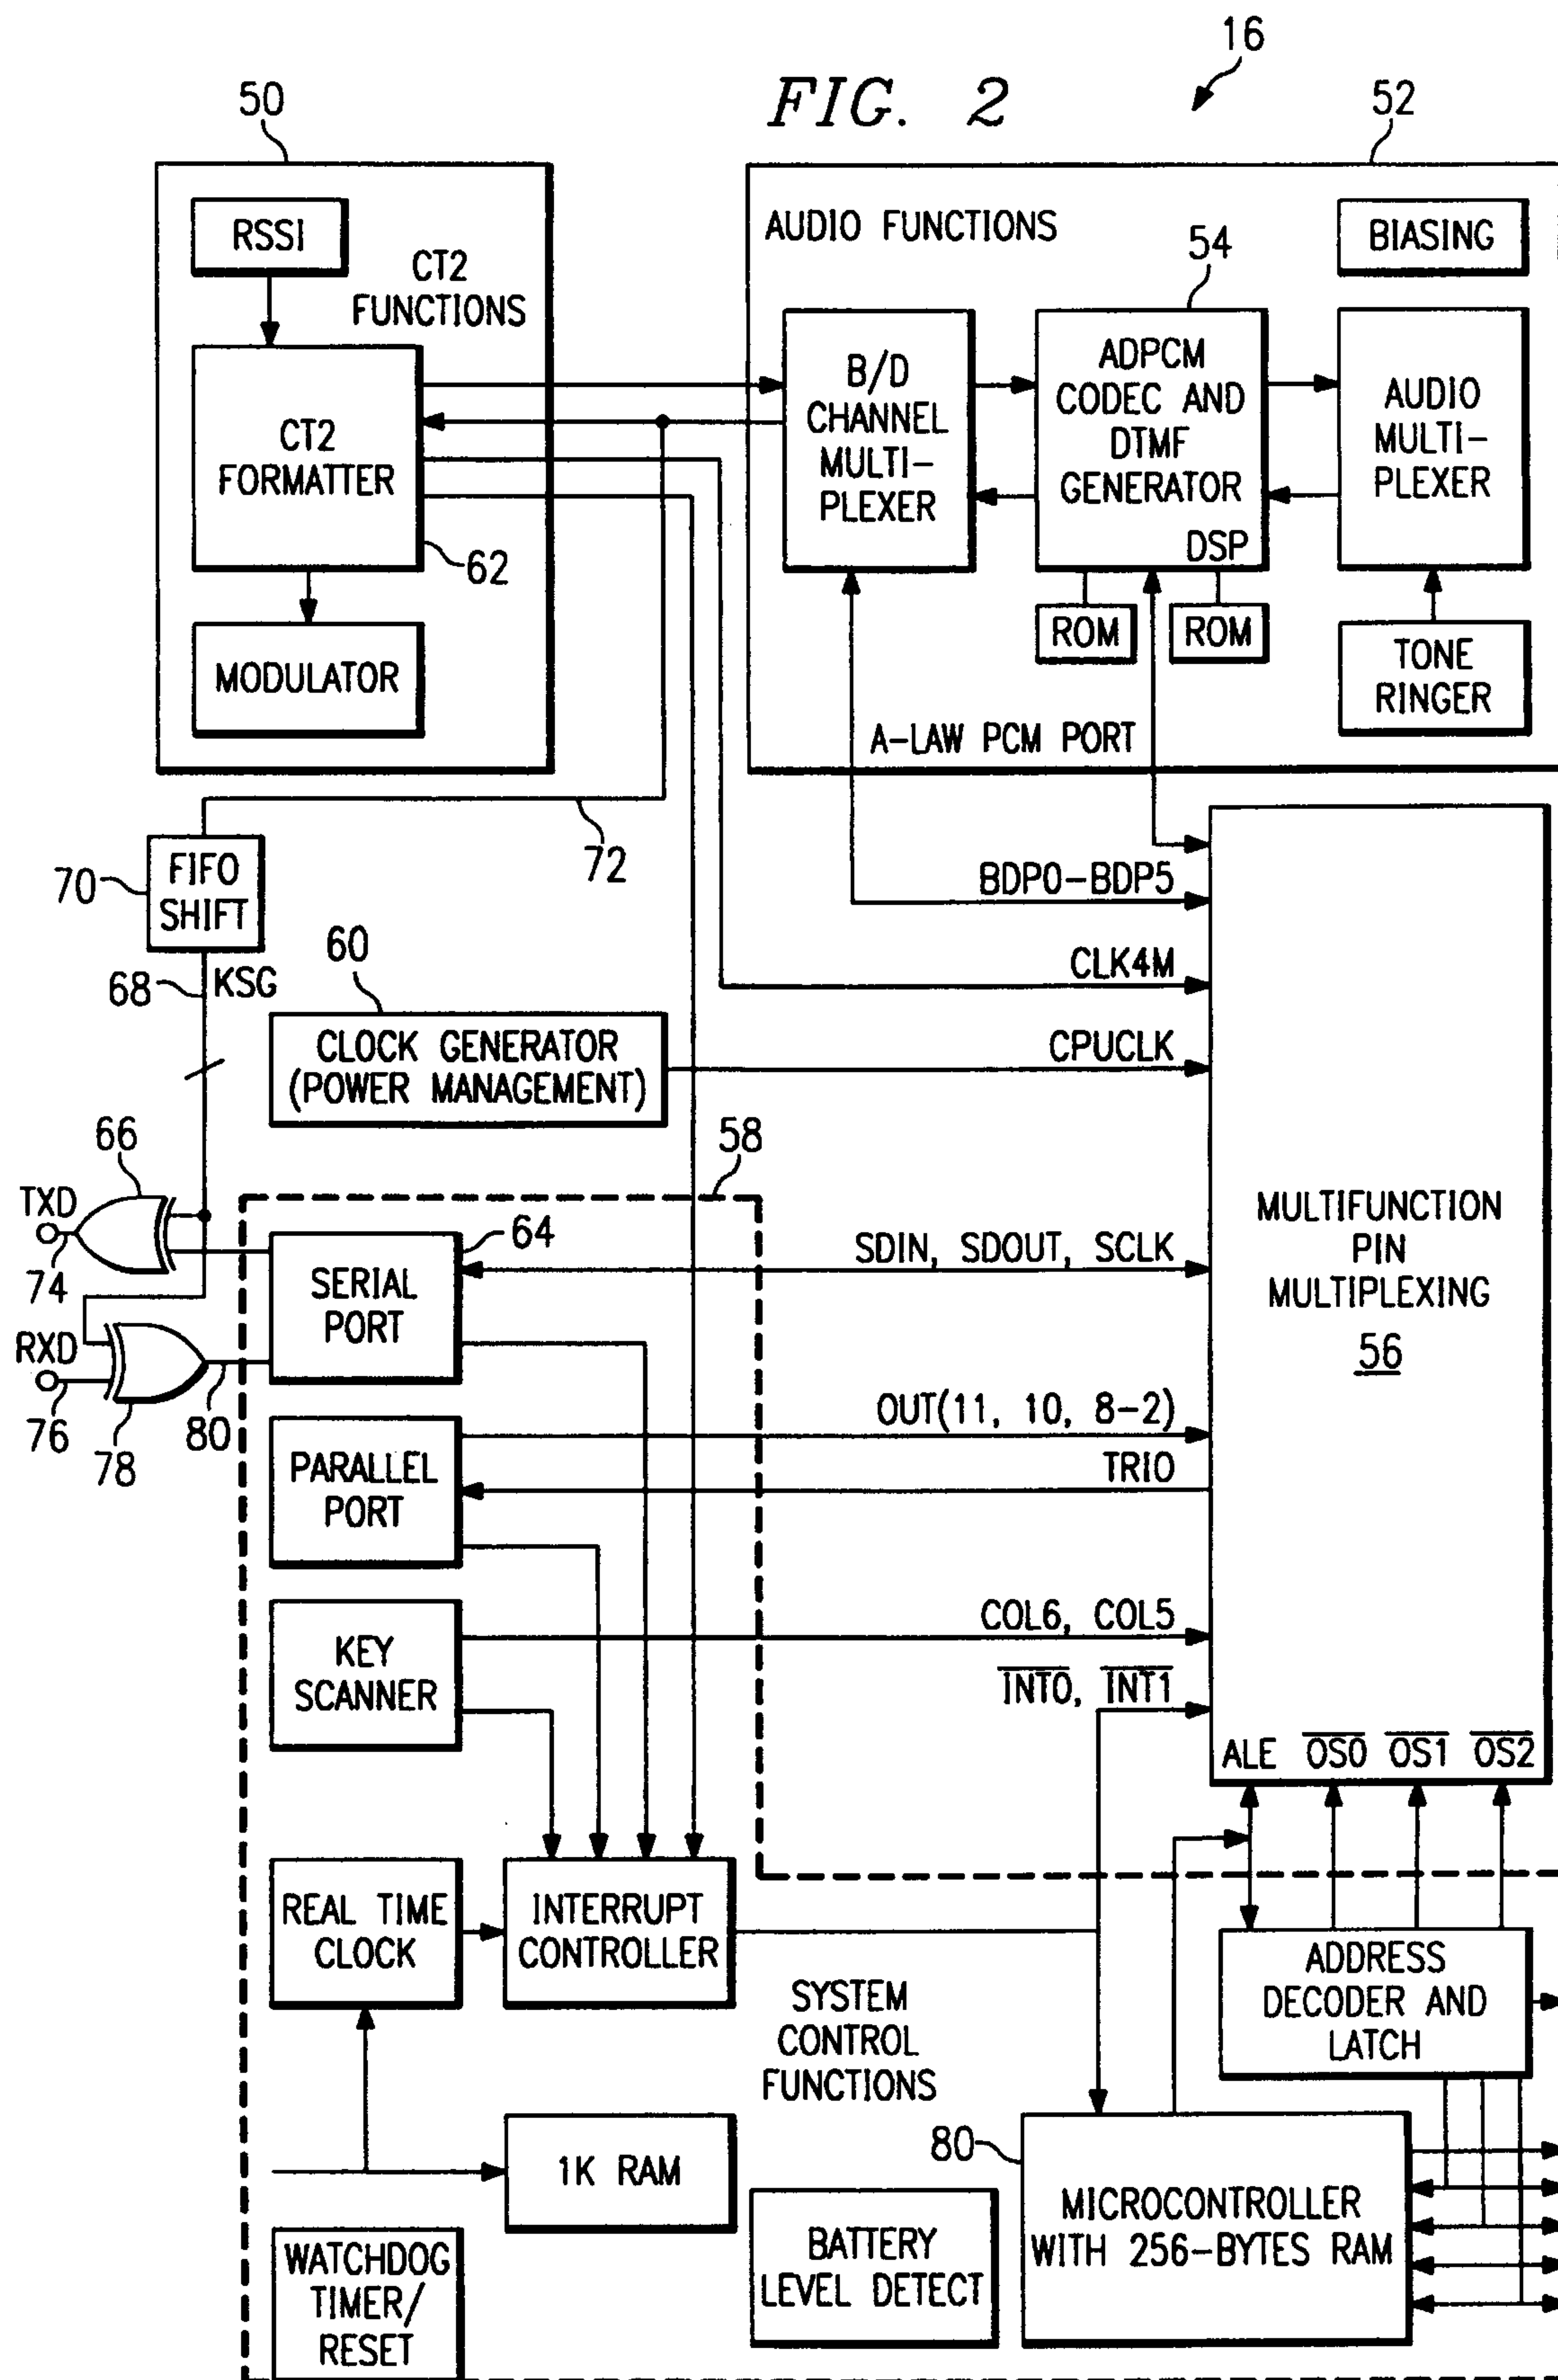 16
FIG. 2
50
52
RSSI
CT2
FUNCTIONS
CT2
FORMATTER
62
MODULATOR
AUDIO FUNCTIONS
54
BIASING
B/D
CHANNEL
MULTI-
PLEXER
ADPCM
CODEC AND
DTMF
GENERATOR
DSP
AUDIO
MULTI-
PLEXER
ROM
ROM
TONE
RINGER
A-LAW PCM PORT
72
70
FIFO
SHIFT
68
KSG
60
CLOCK GENERATOR
(POWER MANAGEMENT)
BDP0-BDP5
CLK4M
CPUCLK
66
58
TXD
74
64
SERIAL
PORT
SDIN, SDOUT, SCLK
MULTIFUNCTION
PIN
MULTIPLEXING
56
RXD
76
78
80
PARALLEL
PORT
OUT(11, 10, 8-2)
TRIO
KEY
SCANNER
COL6, COL5
I̅N̅T̅0̅, I̅N̅T̅1̅
ALE O̅S̅0̅ O̅S̅1̅ O̅S̅2̅
REAL TIME
CLOCK
INTERRUPT
CONTROLLER
SYSTEM
CONTROL
FUNCTIONS
ADDRESS
DECODER AND
LATCH
1K RAM
80
MICROCONTROLLER
WITH 256-BYTES RAM
BATTERY
LEVEL DETECT
WATCHDOG
TIMER/
RESET